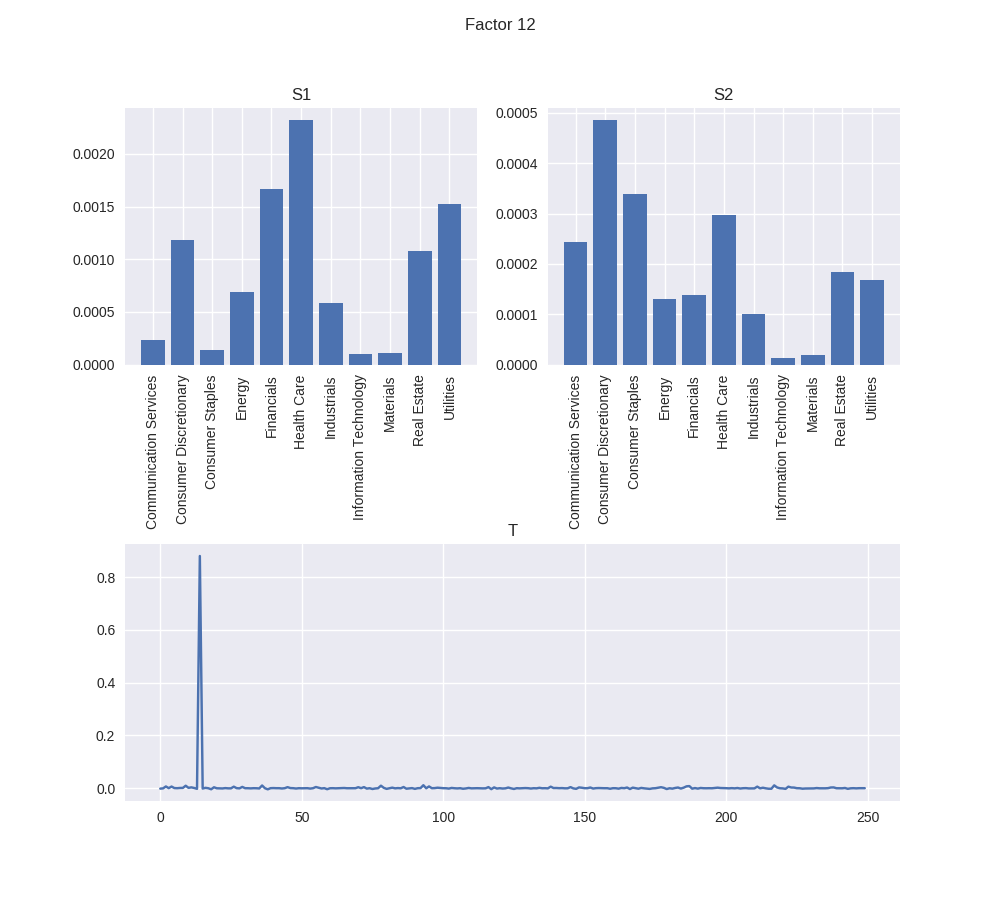 Factor 12
S1
0.0020
0.0015
0.0010
0.0005
0.0000
Communication Services
Consumer Discretionary
Consumer Staples
Energy
Financials
Health Care
Industrials
Information Technology
Materials
Real Estate
Utilities
S2
0.0005
0.0004
0.0003
0.0002
0.0001
0.0000
Communication Services
Consumer Discretionary
Consumer Staples
Energy
Financials
Health Care
Industrials
Information Technology
Materials
Real Estate
Utilities
T
0.8
0.6
0.4
0.2
0.0
0 50 100 150 200 250